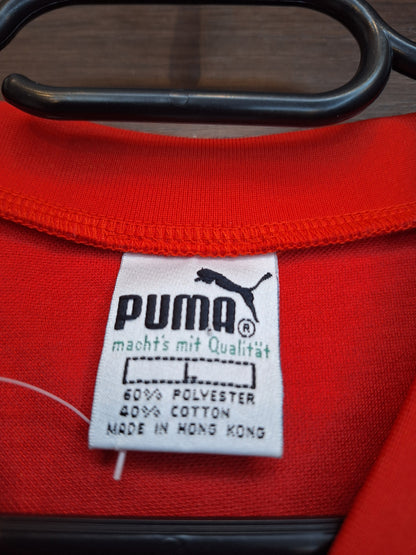 PUMA®
macht's mit Qualität
L
60% POLYESTER
40% COTTON
MADE IN HONG KONG